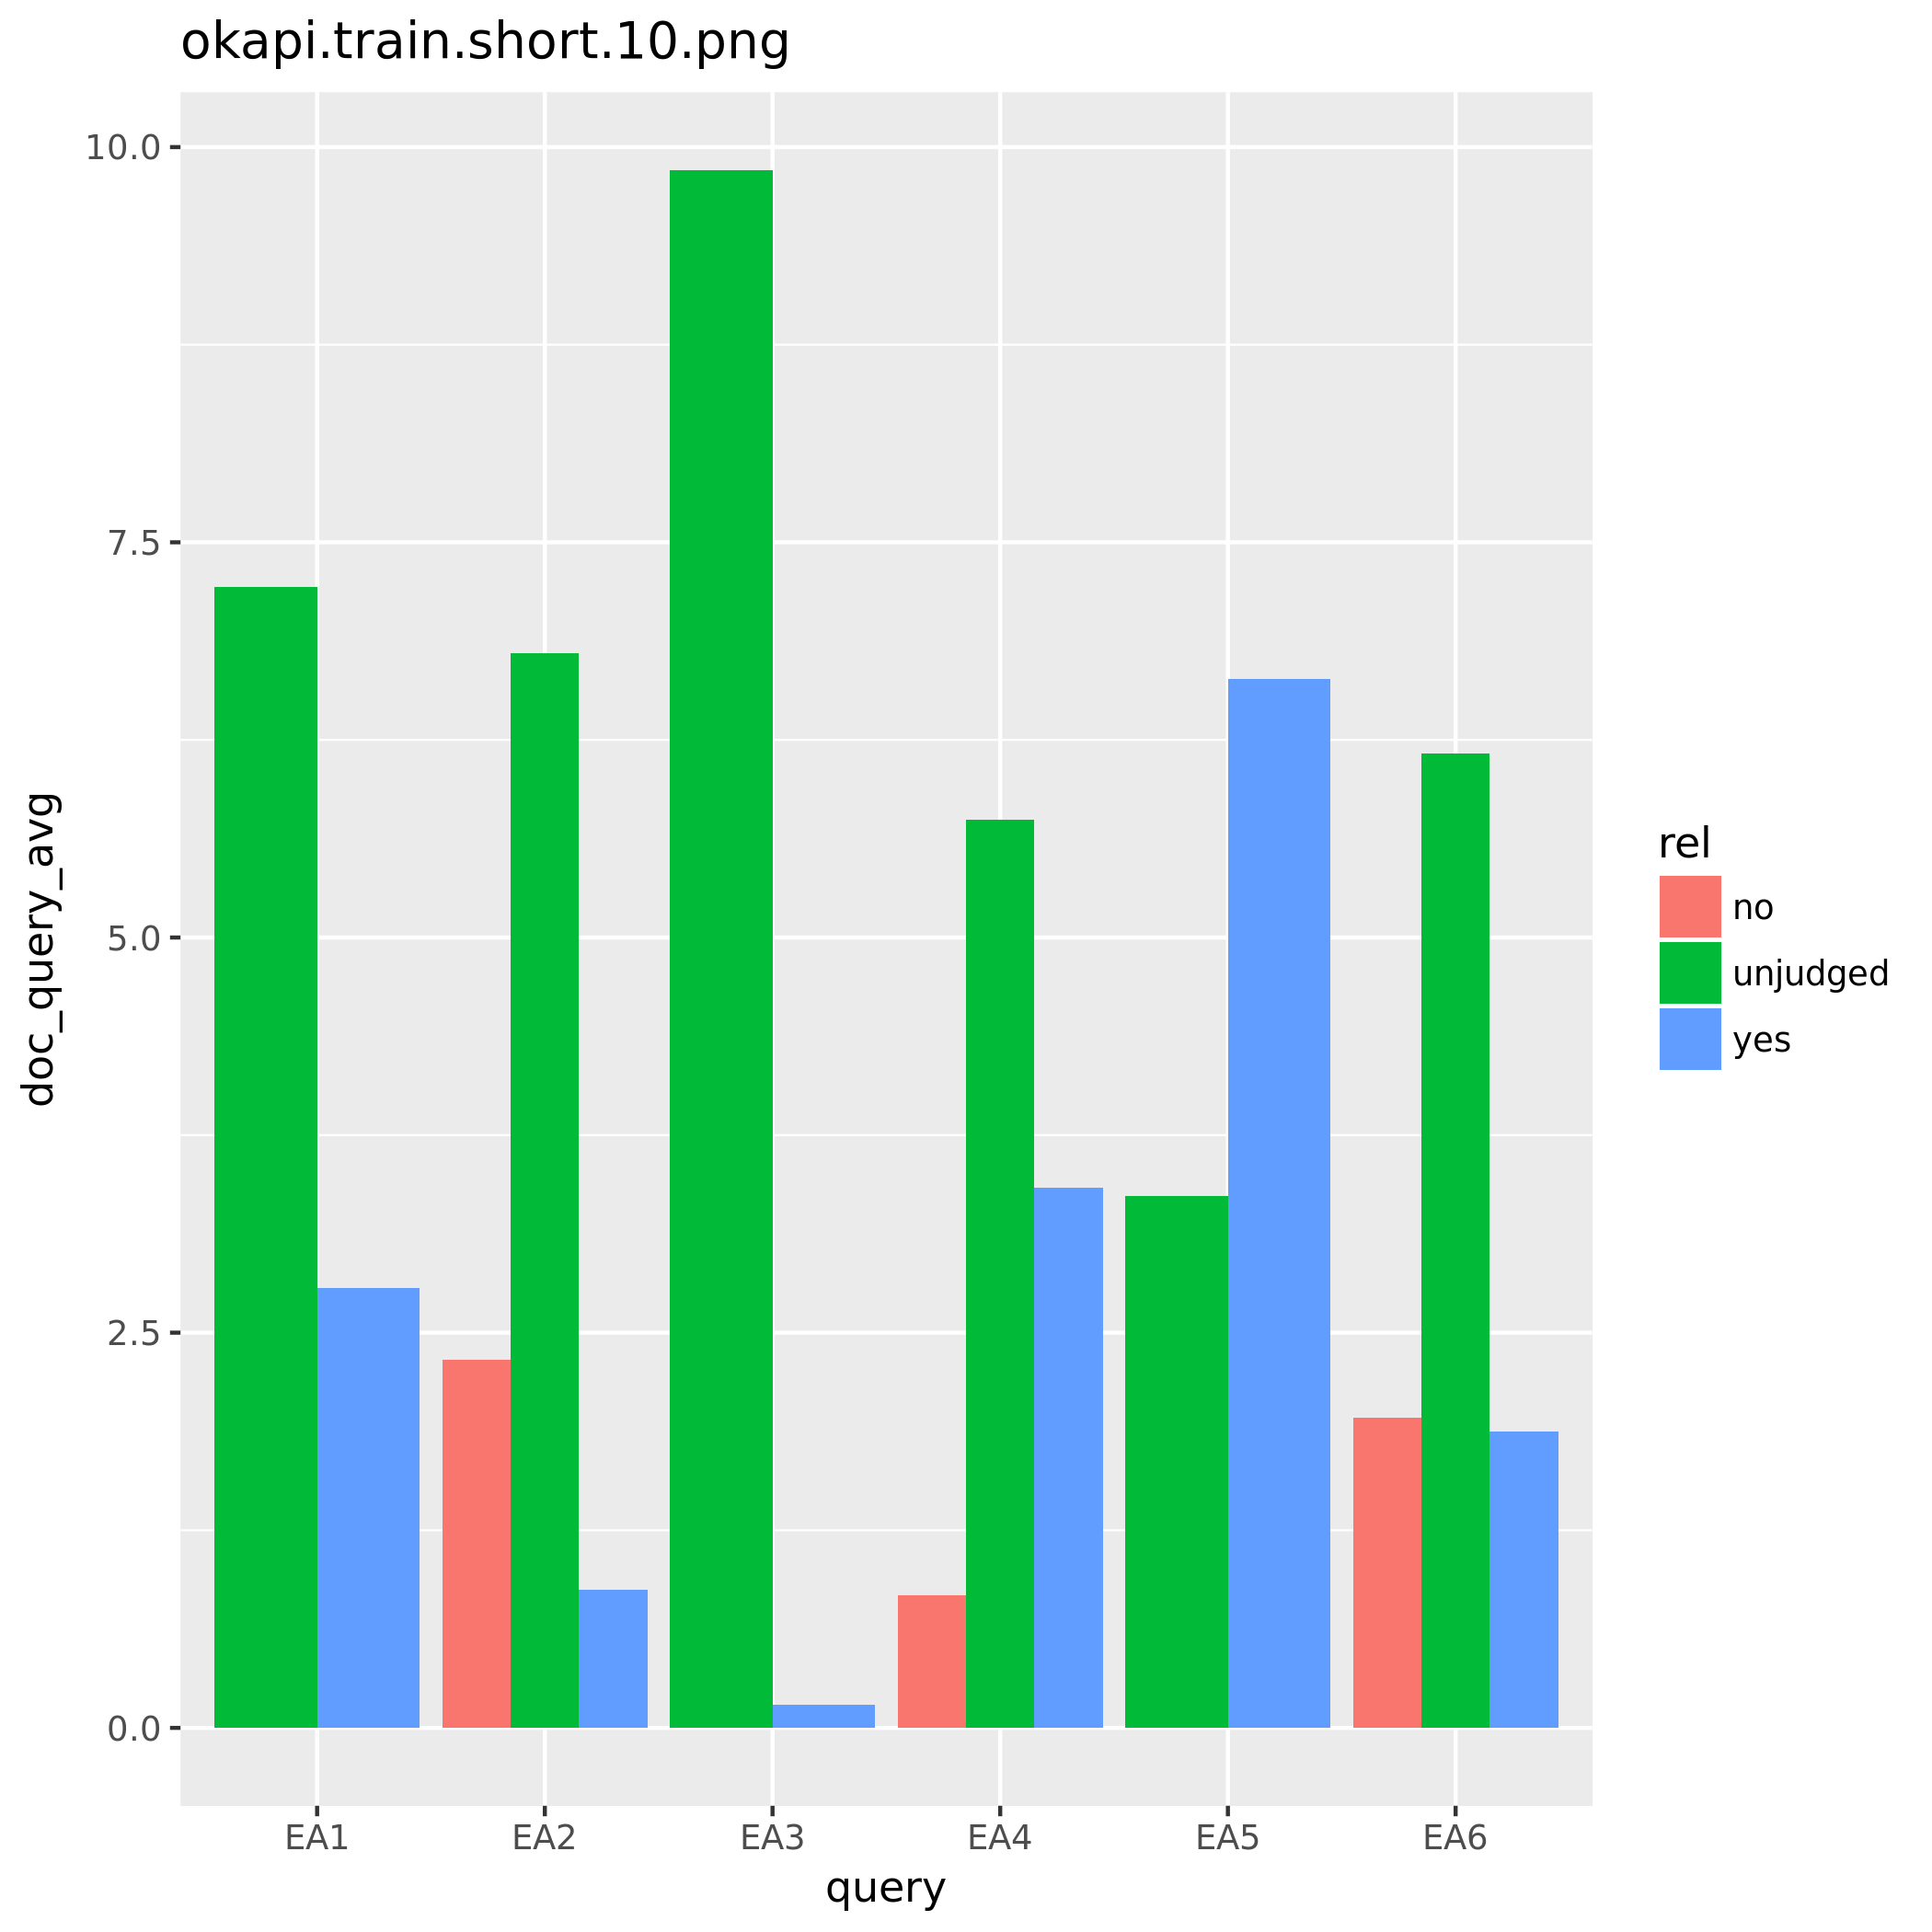 okapi.train.short.10.png
doc_query_avg
10.0
7.5
5.0
2.5
0.0
EA1 EA2 EA3 EA4 EA5 EA6
query
rel
no
unjudged
yes